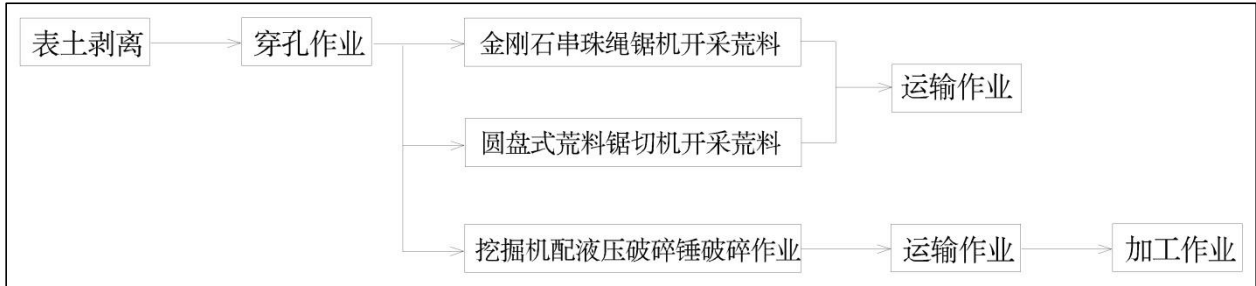 表土剥离
穿孔作业
金刚石串珠绳锯机开采荒料
圆盘式荒料锯切机开采荒料
运输作业
挖掘机配液压破碎锤破碎作业
运输作业
加工作业